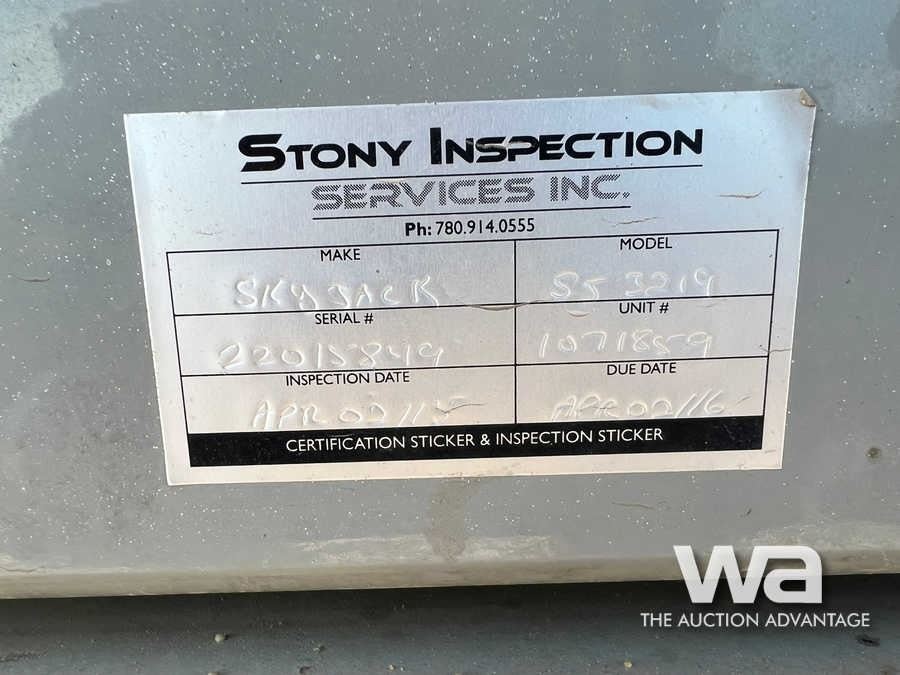 STONY INSPECTION
SERVICES INC.
Ph: 780.914.0555
MAKE MODEL
SKYJACK SJ 3219
SERIAL # UNIT #
22015849 1071859
INSPECTION DATE DUE DATE
APR 02/15 APR 02/16
CERTIFICATION STICKER & INSPECTION STICKER
wa
THE AUCTION ADVANTAGE